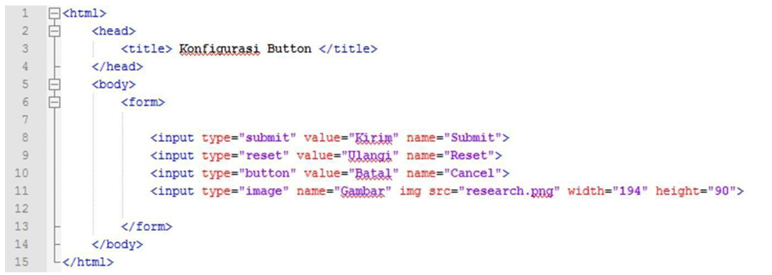 1 <html>
2 <head>
3 <title> Konfigurasi Button </title>
4 </head>
5 <body>
6 <form>
7
8 <input type="submit" value="Kirim" name="Submit">
9 <input type="reset" value="Ulangi" name="Reset">
10 <input type="button" value="Batal" name="Cancel">
11 <input type="image" name="Gambar" img src="research.png" width="194" height="90">
12
13 </form>
14 </body>
15 </html>